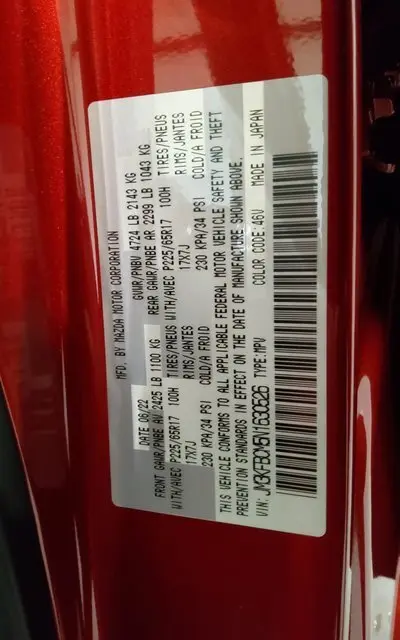 MFD. BY MAZDA MOTOR CORPORATION
DATE 06/22 GVWR/PNBV 4724 LB 2143 KG
FRONT GAWR/PNBE AV 2425 LB 1100 KG REAR GAWR/PNBE AR 2299 LB 1043 KG
WITH/AVEC P225/65R17 100H TIRES/PNEUS WITH/AVEC P225/65R17 100H TIRES/PNEUS
17X7J RIMS/JANTES 17X7J RIMS/JANTES
230 KPA/34 PSI COLD/A FROID 230 KPA/34 PSI COLD/A FROID
THIS VEHICLE CONFORMS TO ALL APPLICABLE FEDERAL MOTOR VEHICLE SAFETY AND THEFT
PREVENTION STANDARDS IN EFFECT ON THE DATE OF MANUFACTURE SHOWN ABOVE.
VIN: JM3KFBCM5N1630526 TYPE:MPV COLOR CODE:46V MADE IN JAPAN